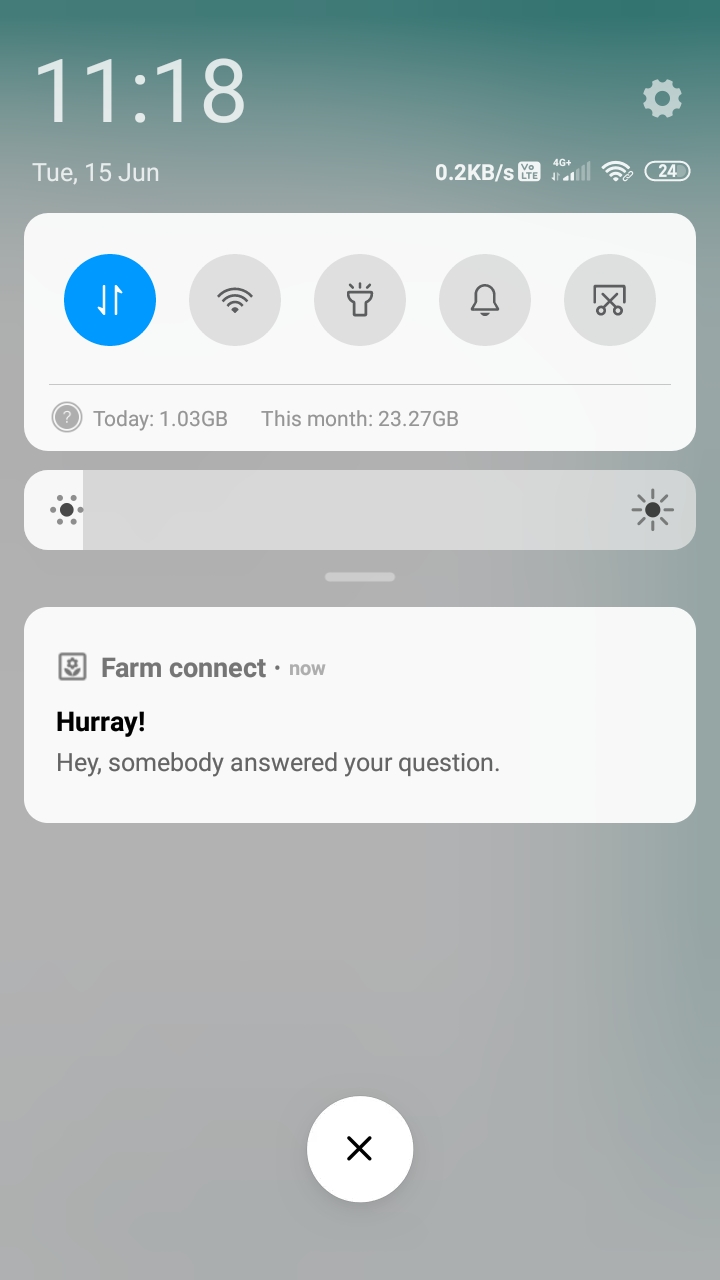 11:18
Tue, 15 Jun 0.2KB/s Vo LTE 4G+ 24
? Today: 1.03GB This month: 23.27GB
Farm connect · now
Hurray!
Hey, somebody answered your question.